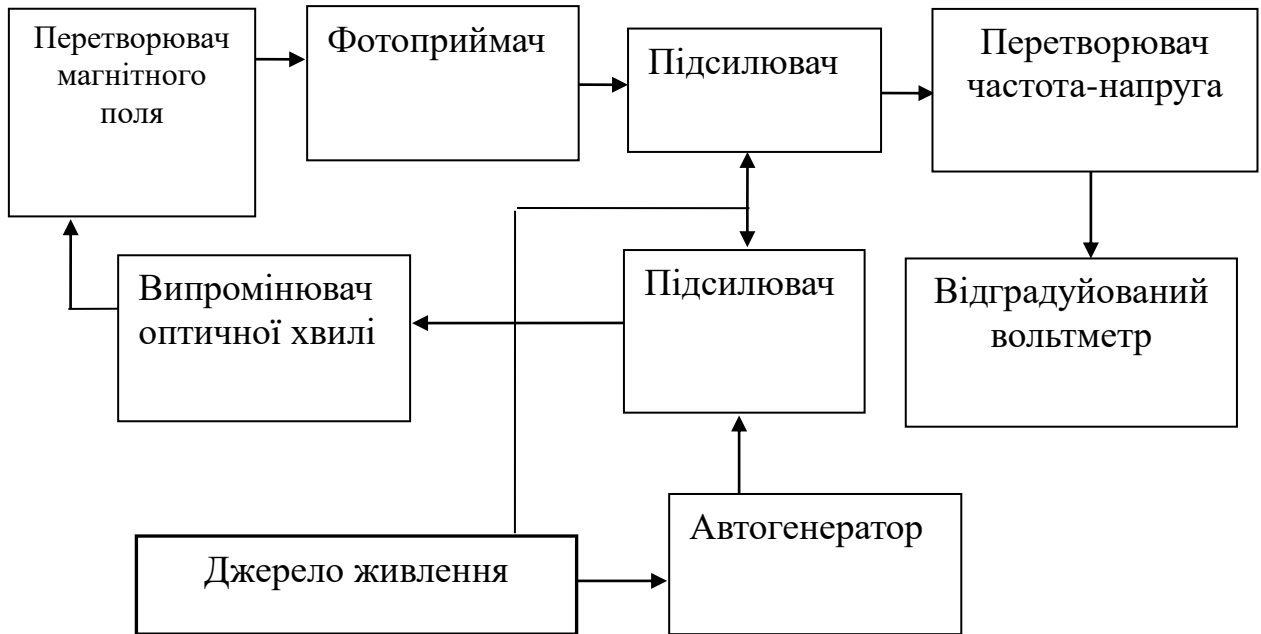 Перетворювач
магнітного
поля
Фотоприймач
Підсилювач
Перетворювач
частота-напруга
Випромінювач
оптичної хвилі
Підсилювач
Відградуйований
вольтметр
Автогенератор
Джерело живлення